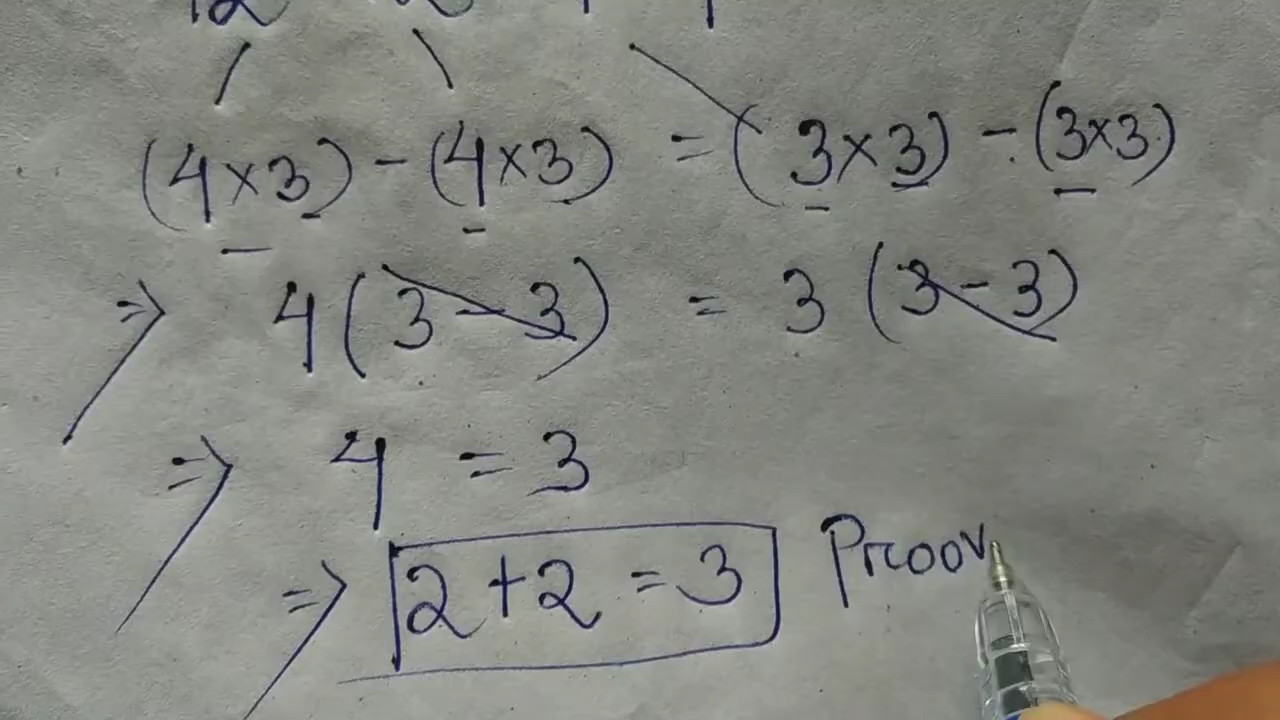 (4×3)-(4×3) = (3×3)-(3×3)
⇒ 4(3-3) = 3(3-3)
⇒ 4 = 3
⇒ 2+2=3 Proov